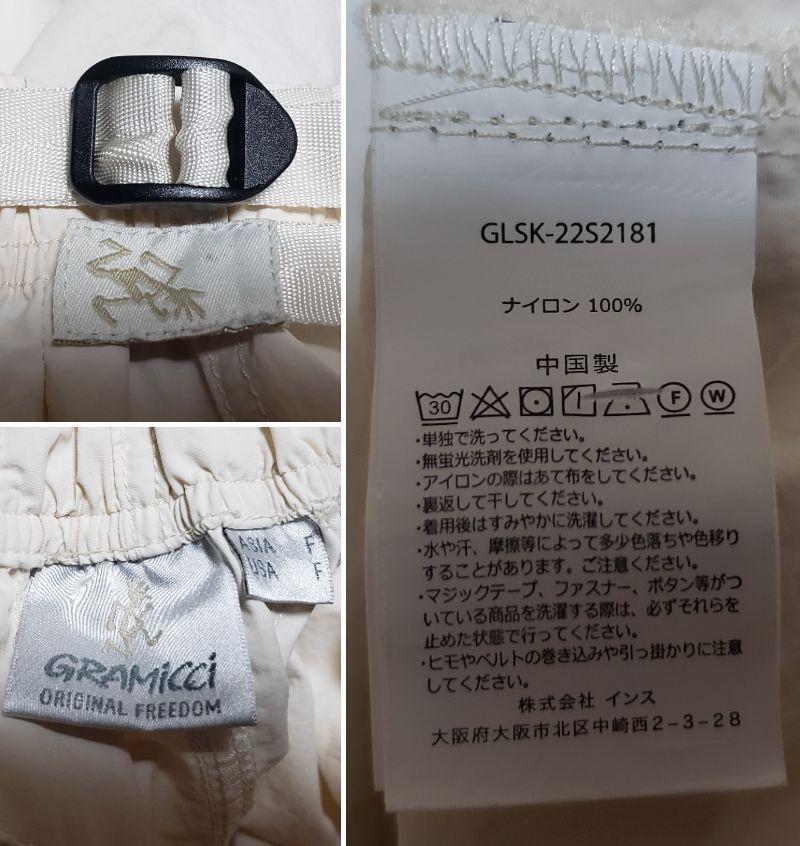 ASIA F
USA F
GRAMiCCi
ORIGINAL FREEDOM
GLSK-22S2181
ナイロン 100%
中国製
30
F
W
・単独で洗ってください。
・無蛍光洗剤を使用してください。
・アイロンの際はあて布をしてください。
・裏返して干してください。
・着用後はすみやかに洗濯してください。
・水や汗、摩擦等によって多少色落ちや色移り
することがあります。ご注意ください。
・マジックテープ、ファスナー、ボタン等がつ
いている商品を洗濯する際は、必ずそれらを
止めた状態で行ってください。
・ヒモやベルトの巻き込みや引っ掛かりに注意
してください。
株式会社 インス
大阪府大阪市北区中崎西2-3-28